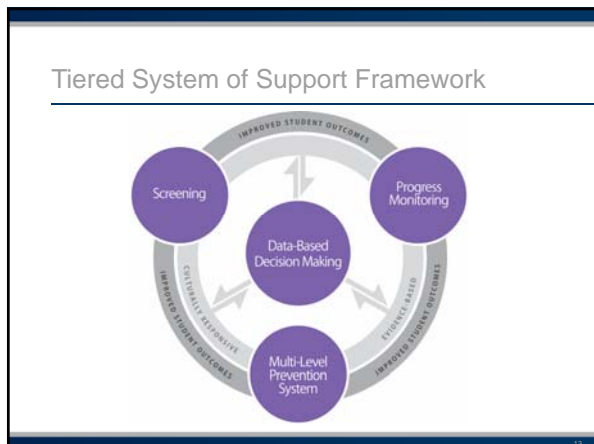 Tiered System of Support Framework
IMPROVED STUDENT OUTCOMES
Screening
Progress
Monitoring
Data-Based
Decision Making
CULTURALLY RESPONSIVE
EVIDENCE-BASED
IMPROVED STUDENT OUTCOMES
IMPROVED STUDENT OUTCOMES
Multi-Level
Prevention
System
13